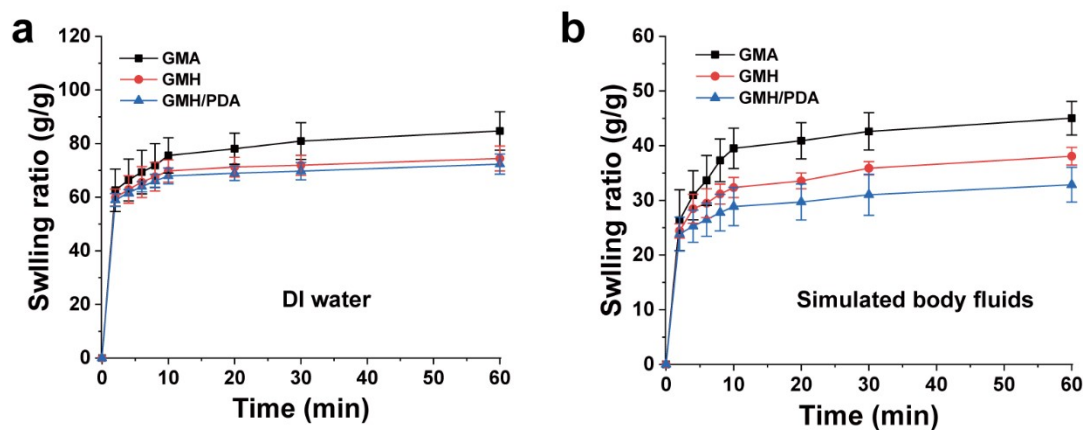 a
120
100
80
60
40
20
0
Swlling ratio (g/g)
GMA
GMH
GMH/PDA
DI water
0 10 20 30 40 50 60
Time (min)
b
60
50
40
30
20
10
0
Swlling ratio (g/g)
GMA
GMH
GMH/PDA
Simulated body fluids
0 10 20 30 40 50 60
Time (min)